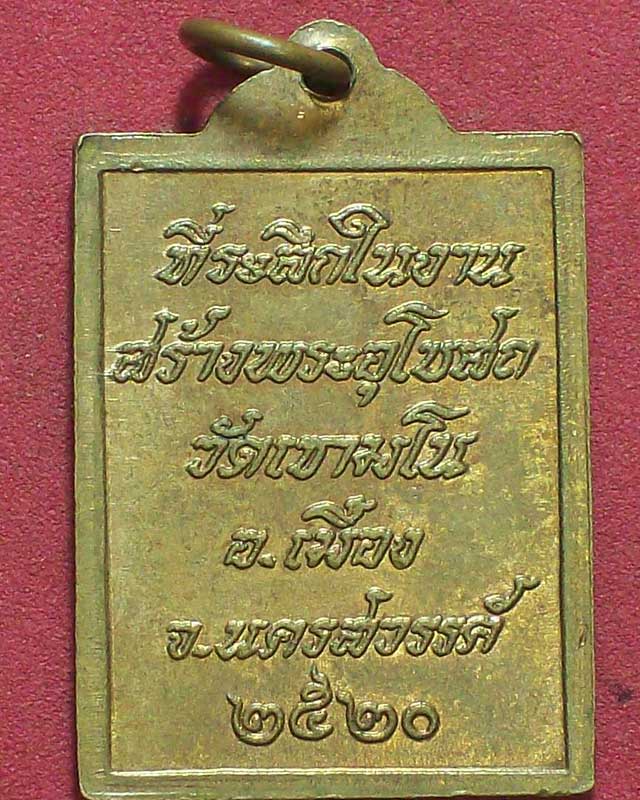 ที่ระลึกในงาน
สร้างพระอุโบสถ
วัดเขามโน
อ.เมือง
จ.นครสวรรค์
๒๕๒๐